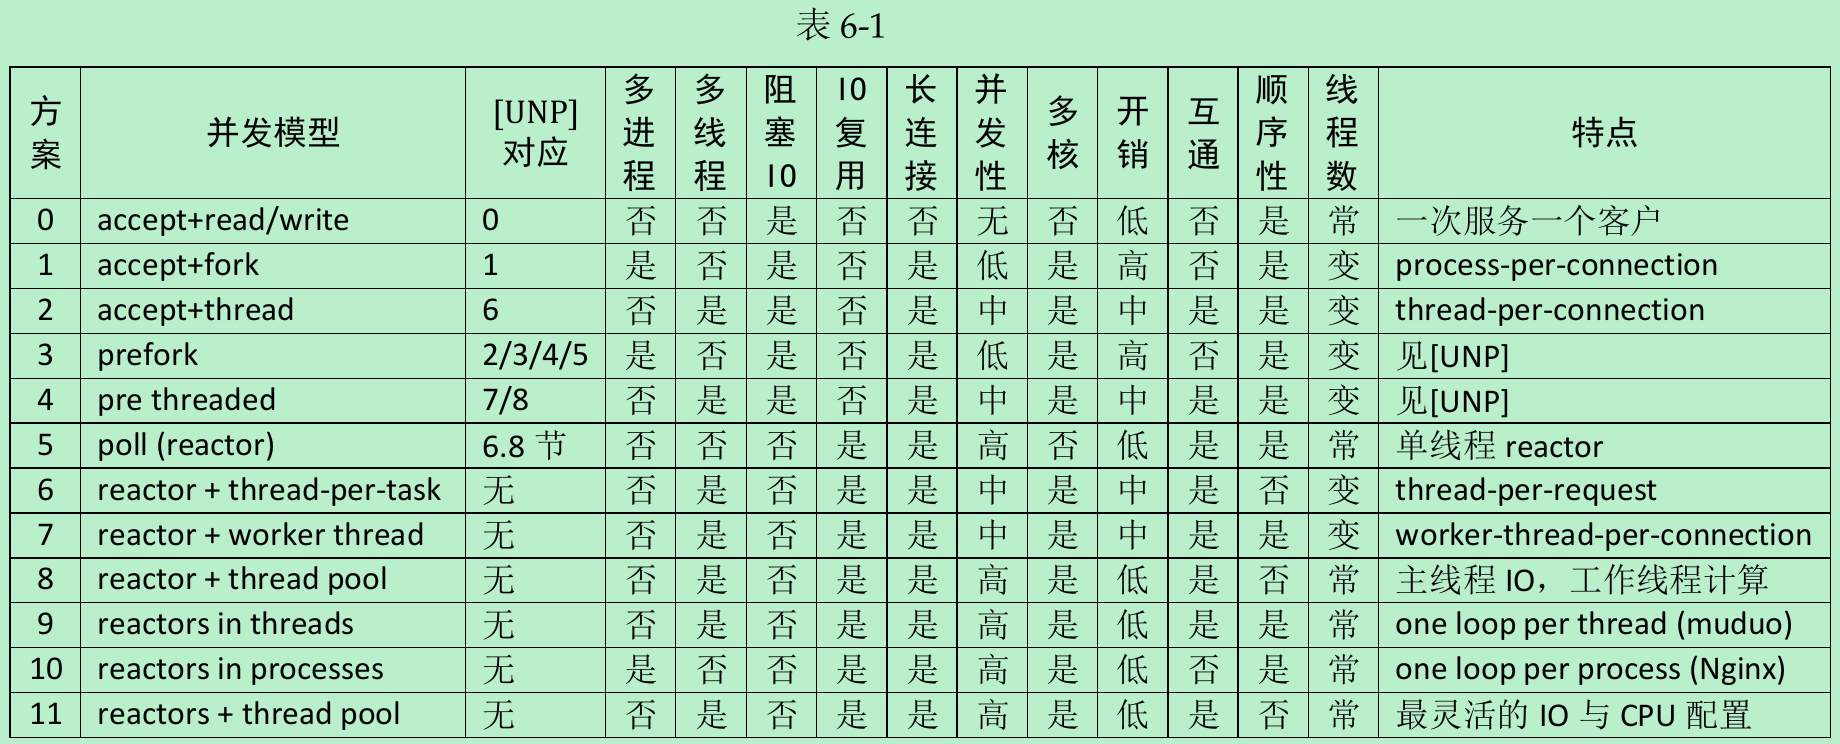 表 6-1
方案 并发模型 [UNP]对应 多进程 多线程 阻塞IO IO复用 长连接 并发性 多核 开销 互通 顺序性 线程数 特点
0 accept+read/write 0 否 否 是 否 否 无 否 低 否 是 常 一次服务一个客户
1 accept+fork 1 是 否 是 否 是 低 是 高 否 是 变 process-per-connection
2 accept+thread 6 否 是 是 否 是 中 是 中 是 是 变 thread-per-connection
3 prefork 2/3/4/5 是 否 是 否 是 低 是 高 否 是 变 见[UNP]
4 pre threaded 7/8 否 是 是 否 是 中 是 中 是 是 变 见[UNP]
5 poll (reactor) 6.8 节 否 否 否 是 是 高 否 低 是 是 常 单线程 reactor
6 reactor + thread-per-task 无 否 是 否 是 是 中 是 中 是 否 变 thread-per-request
7 reactor + worker thread 无 否 是 否 是 是 中 是 中 是 是 变 worker-thread-per-connection
8 reactor + thread pool 无 否 是 否 是 是 高 是 低 是 否 常 主线程 IO，工作线程计算
9 reactors in threads 无 否 是 否 是 是 高 是 低 是 是 常 one loop per thread (muduo)
10 reactors in processes 无 是 否 否 是 是 高 是 低 否 是 常 one loop per process (Nginx)
11 reactors + thread pool 无 否 是 否 是 是 高 是 低 是 否 常 最灵活的 IO 与 CPU 配置